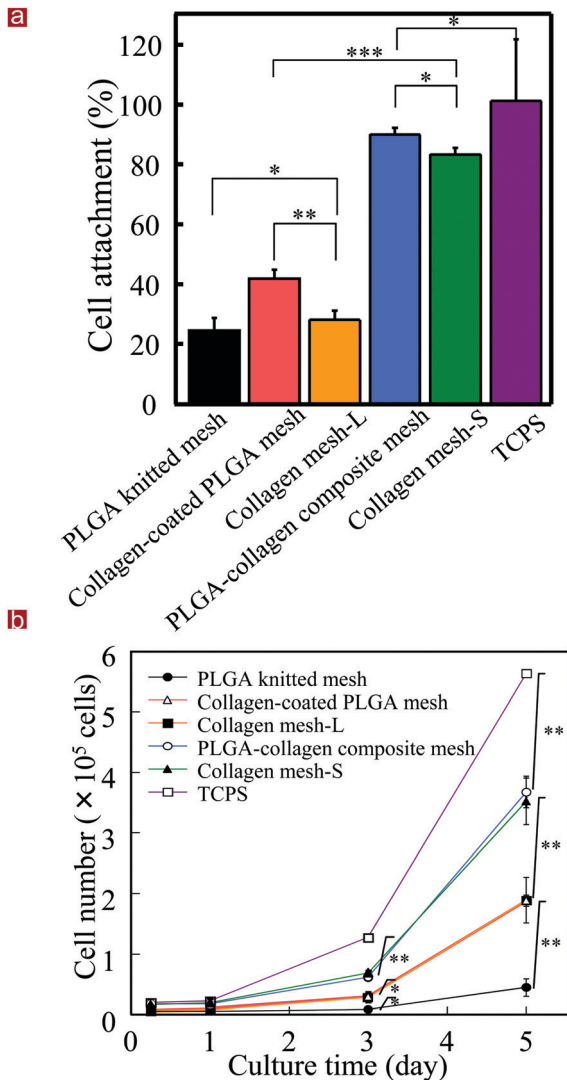 a
Cell attachment (%)
120
100
80
60
40
20
0
*
***
*
*
**
PLGA knitted mesh
Collagen-coated PLGA mesh
Collagen mesh-L
PLGA-collagen composite mesh
Collagen mesh-S
TCPS
b
Cell number ( × 10⁵ cells)
6
5
4
3
2
1
0
PLGA knitted mesh
Collagen-coated PLGA mesh
Collagen mesh-L
PLGA-collagen composite mesh
Collagen mesh-S
TCPS
**
**
**
**
*
*
0 1 2 3 4 5
Culture time (day)